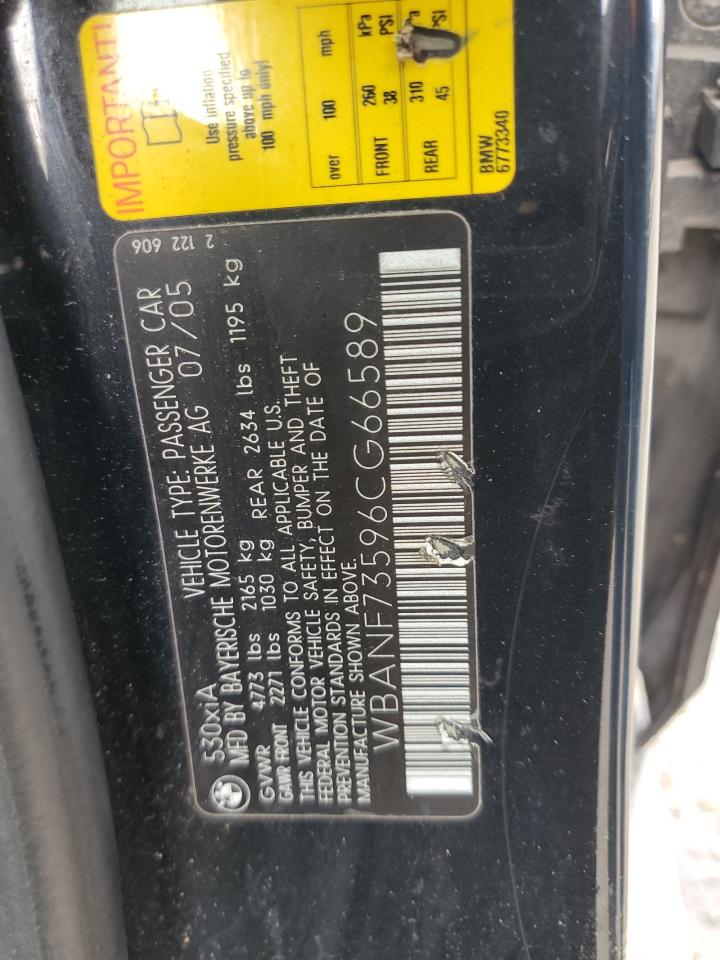 IMPORTANT!
Use inflation
pressure specified
above up to
100 mph only!
over 100 mph
kPa PSI
FRONT 260 38
REAR 310 45
BMW
6773340
530xiA VEHICLE TYPE: PASSENGER CAR
MFD BY BAYERISCHE MOTORENWERKE AG 07/05
GVWR 4773 lbs 2165 kg
GAWR FRONT 2271 lbs 1030 kg REAR 2634 lbs 1195 kg
THIS VEHICLE CONFORMS TO ALL APPLICABLE U.S.
FEDERAL MOTOR VEHICLE SAFETY, BUMPER AND THEFT
PREVENTION STANDARDS IN EFFECT ON THE DATE OF
MANUFACTURE SHOWN ABOVE.
WBANF73596CG66589
2 122 606